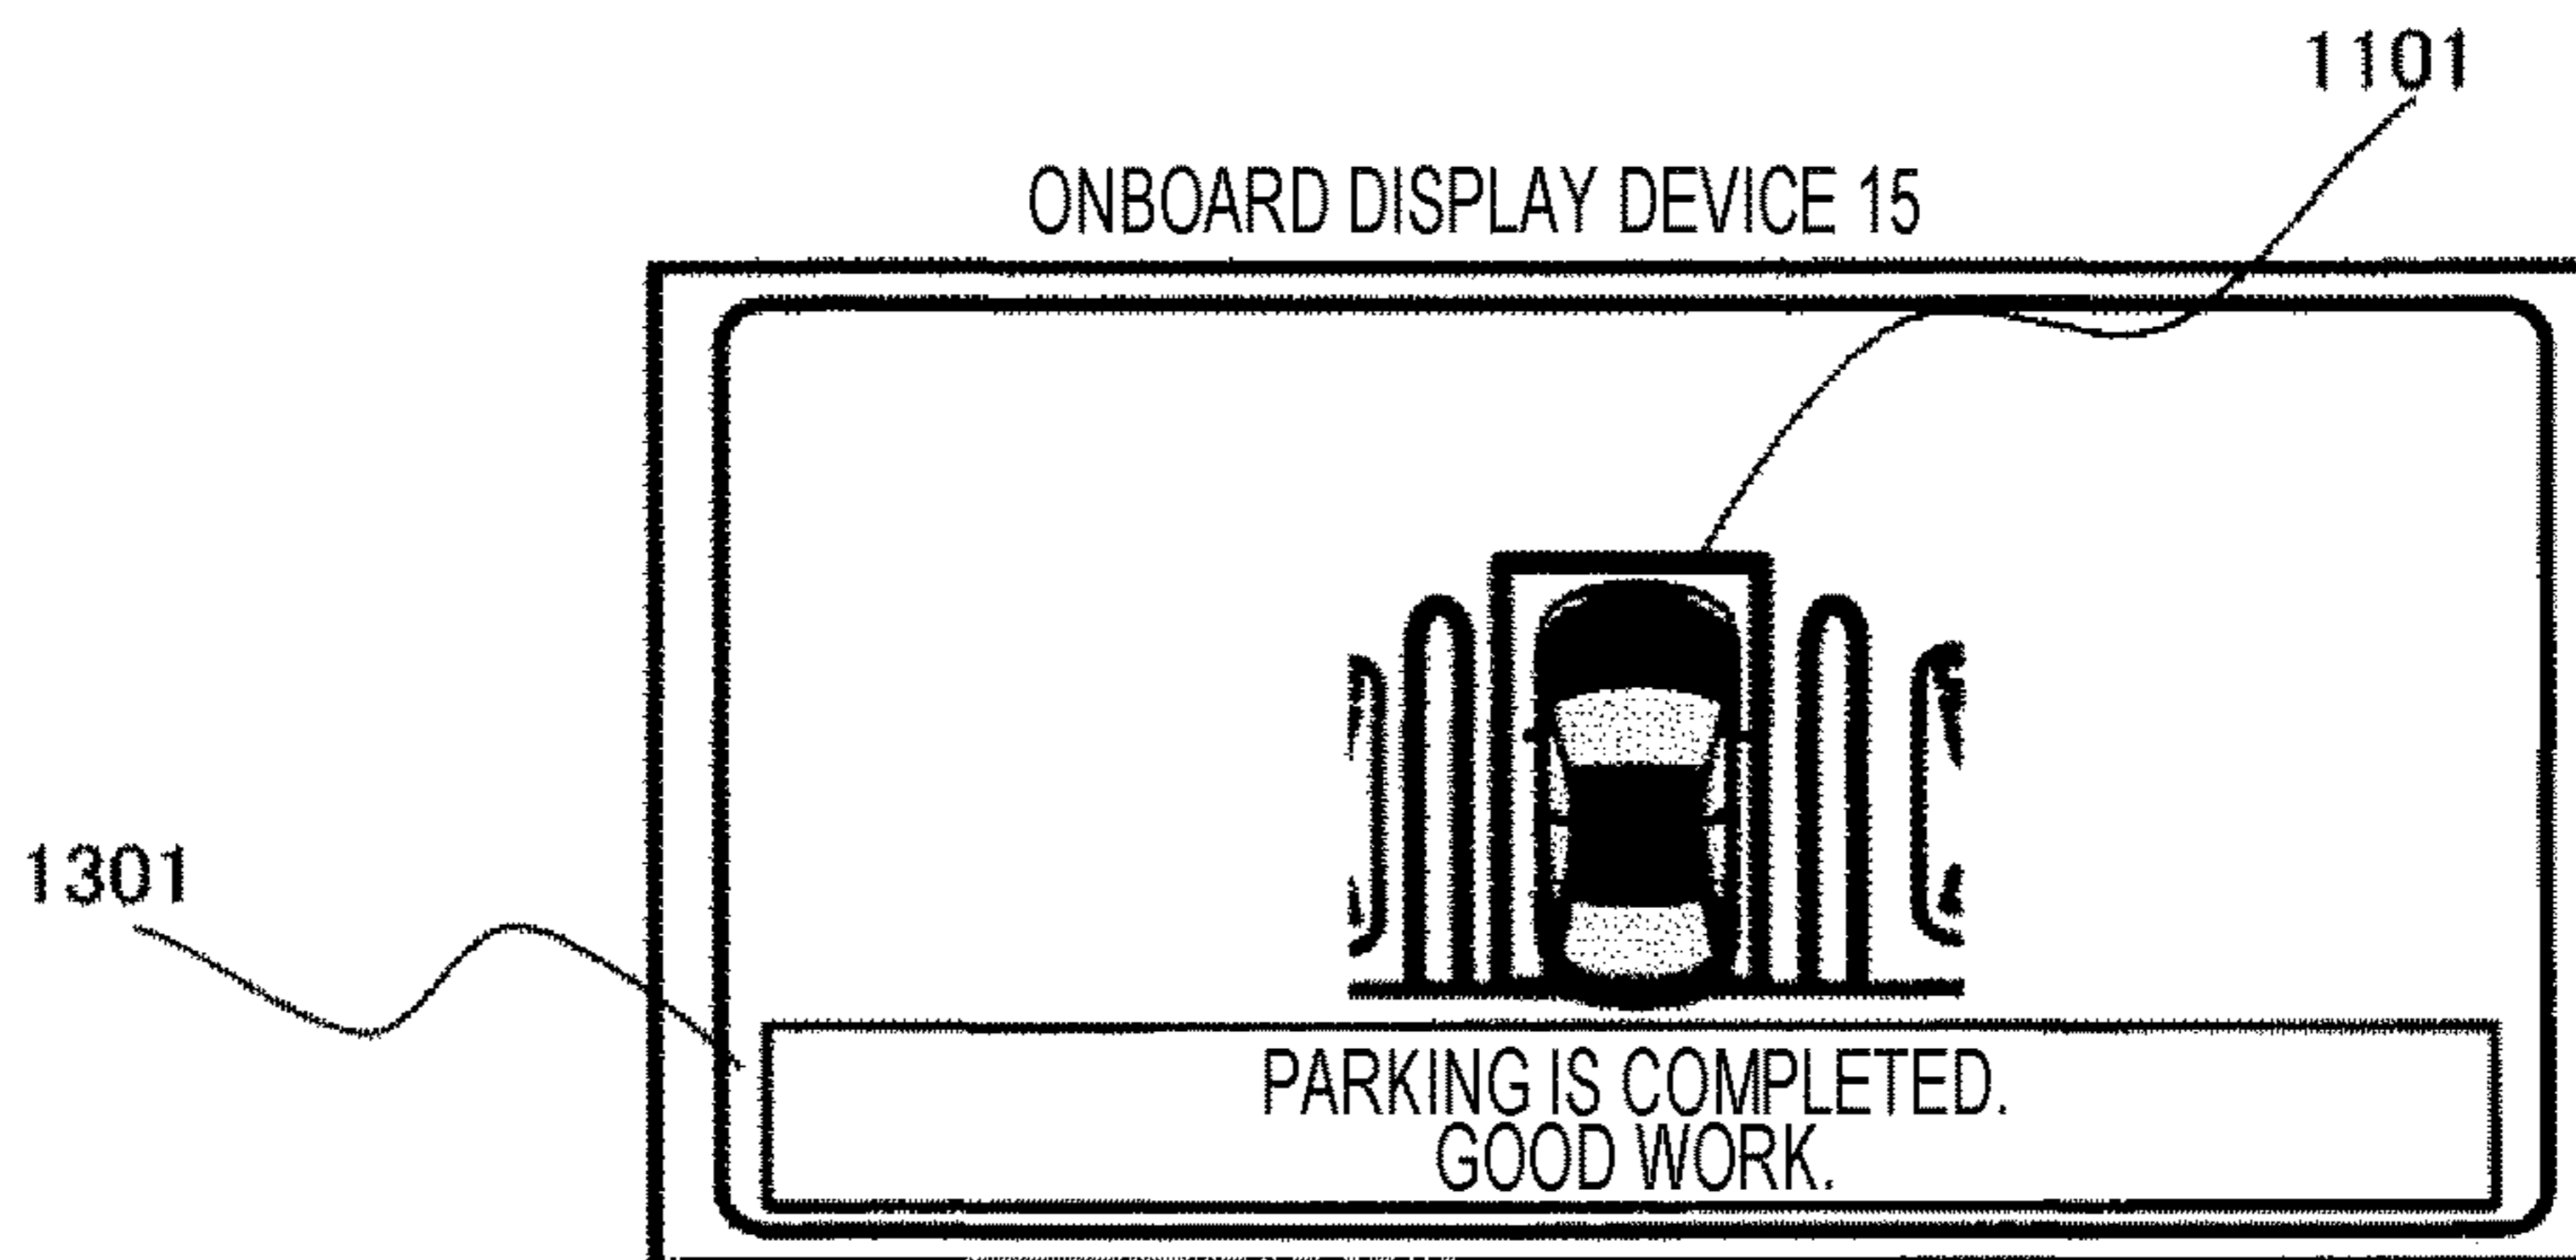 1101
ONBOARD DISPLAY DEVICE 15
1301
PARKING IS COMPLETED.
GOOD WORK.